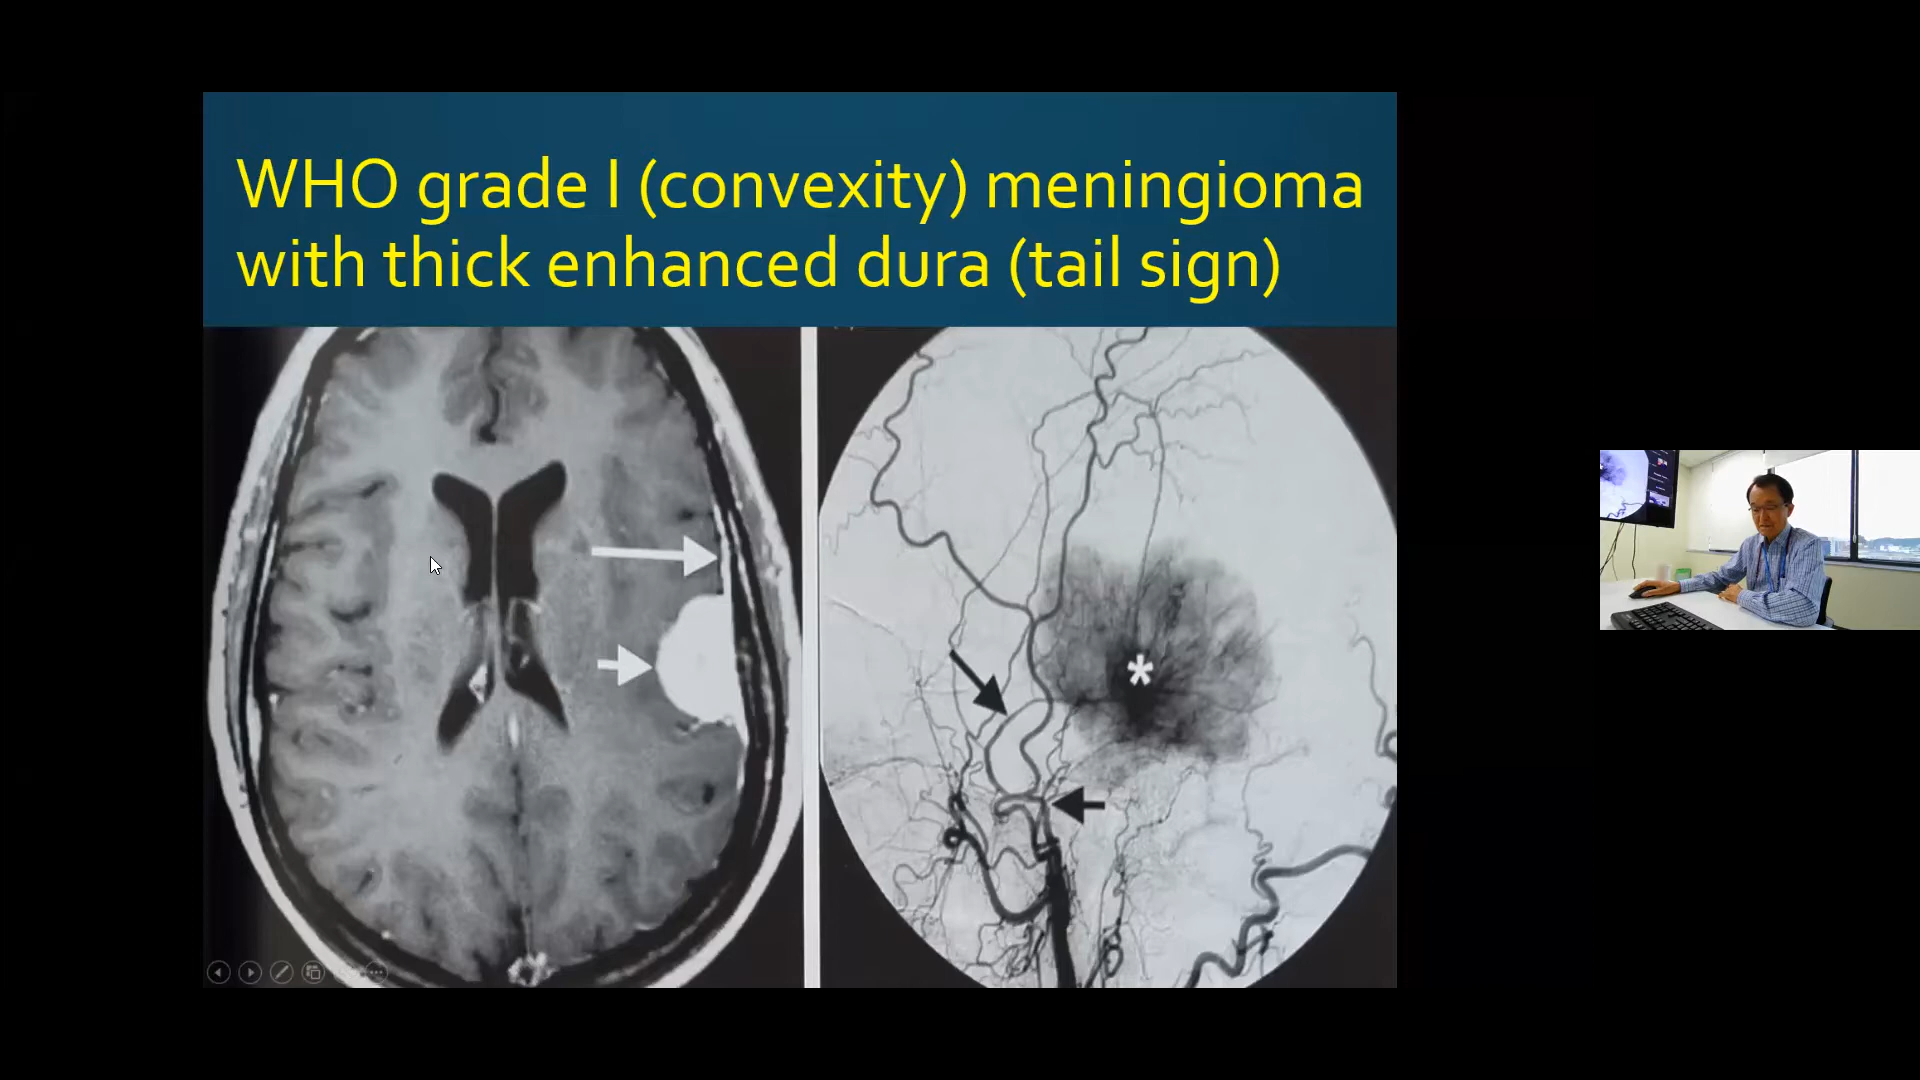 WHO grade I (convexity) meningioma
with thick enhanced dura (tail sign)
*